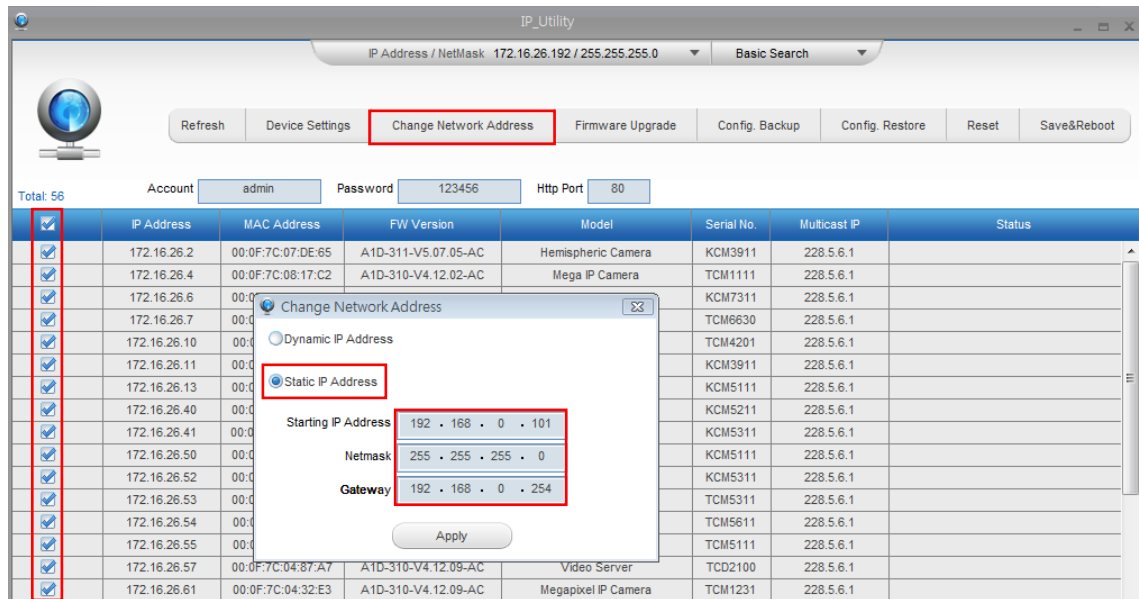 IP_Utility
IP Address / NetMask 172.16.26.192 / 255.255.255.0 Basic Search
Refresh Device Settings Change Network Address Firmware Upgrade Config. Backup Config. Restore Reset Save&Reboot
Total: 56 Account admin Password 123456 Http Port 80
IP Address MAC Address FW Version Model Serial No. Multicast IP Status
172.16.26.2 00:0F:7C:07:DE:65 A1D-311-V5.07.05-AC Hemispheric Camera KCM3911 228.5.6.1
172.16.26.4 00:0F:7C:08:17:C2 A1D-310-V4.12.02-AC Mega IP Camera TCM1111 228.5.6.1
172.16.26.6 KCM7311 228.5.6.1
172.16.26.7 TCM6630 228.5.6.1
172.16.26.10 TCM4201 228.5.6.1
172.16.26.11 KCM3911 228.5.6.1
172.16.26.13 KCM5111 228.5.6.1
172.16.26.40 KCM5211 228.5.6.1
172.16.26.41 KCM5311 228.5.6.1
172.16.26.50 KCM5111 228.5.6.1
172.16.26.52 KCM5311 228.5.6.1
172.16.26.53 TCM5311 228.5.6.1
172.16.26.54 TCM5611 228.5.6.1
172.16.26.55 TCM5111 228.5.6.1
172.16.26.57 00:0F:7C:04:87:A7 A1D-310-V4.12.09-AC Video Server TCD2100 228.5.6.1
172.16.26.61 00:0F:7C:04:32:E3 A1D-310-V4.12.09-AC Megapixel IP Camera TCM1231 228.5.6.1
Change Network Address
Dynamic IP Address
Static IP Address
Starting IP Address 192 . 168 . 0 . 101
Netmask 255 . 255 . 255 . 0
Gateway 192 . 168 . 0 . 254
Apply